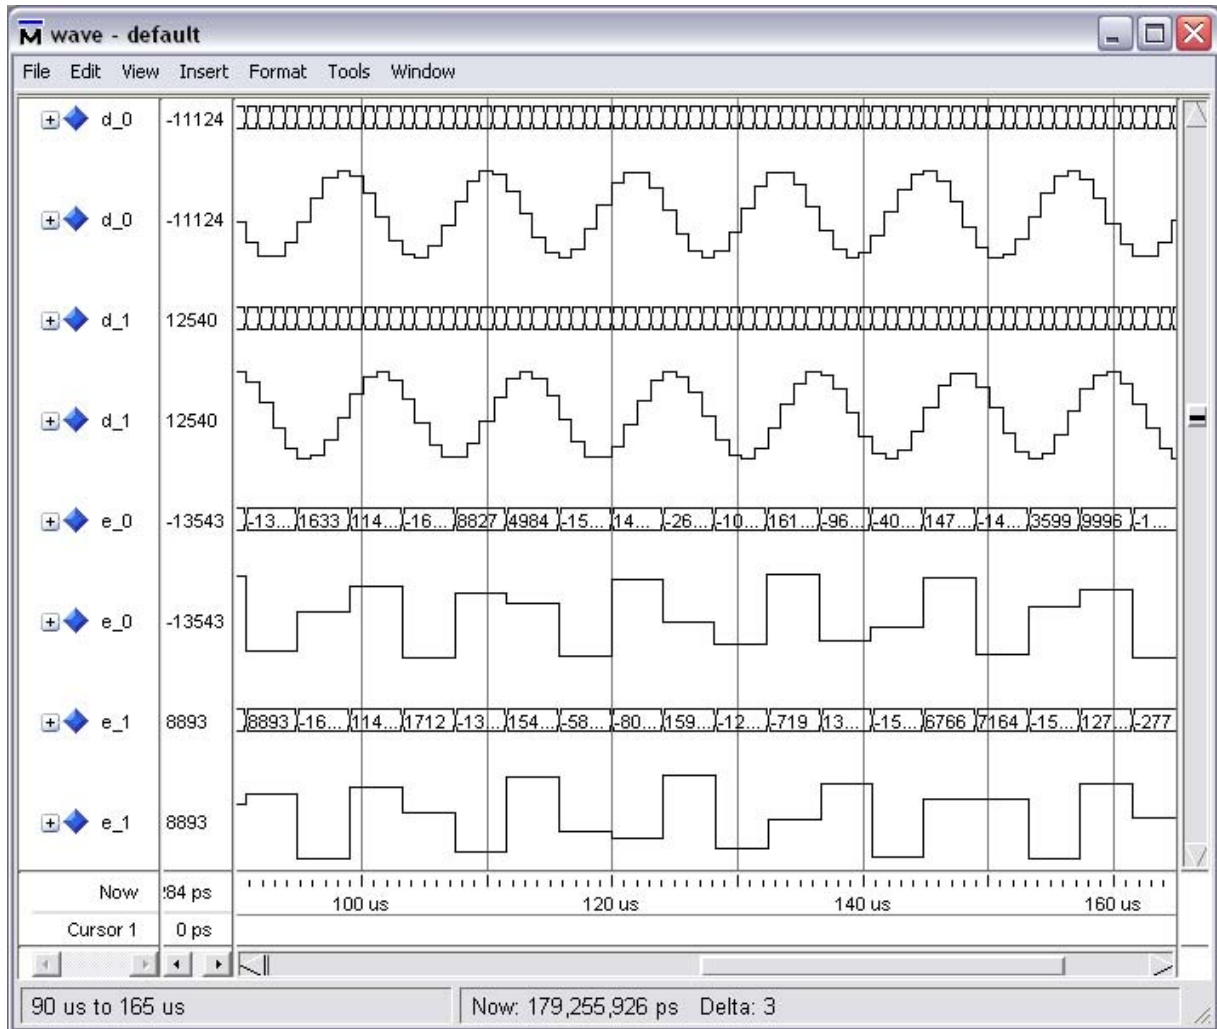 M wave - default
File Edit View Insert Format Tools Window
d_0 -11124
d_0 -11124
d_1 12540
d_1 12540
e_0 -13543 -13... 1633 114... -16... 8827 4984 -15... 14... -26... -10... 161... -96... -40... 147... -14... 3599 9996 -1...
e_0 -13543
e_1 8893 8893 -16... 114... 1712 -13... 154... -58... -80... 159... -12... -719 13... -15... 6766 7164 -15... 127... -277
e_1 8893
Now 84 ps
100 us 120 us 140 us 160 us
Cursor 1 0 ps
90 us to 165 us Now: 179,255,926 ps Delta: 3